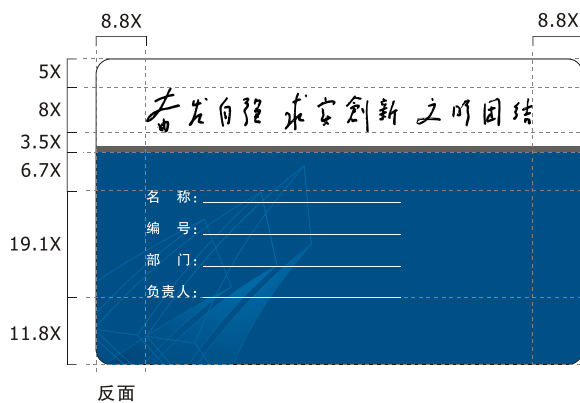 8.8X 8.8X
5X
8X
3.5X
6.7X
19.1X
11.8X
奋发自强 求实创新 文明团结
名 称:
编 号:
部 门:
负责人:
反面